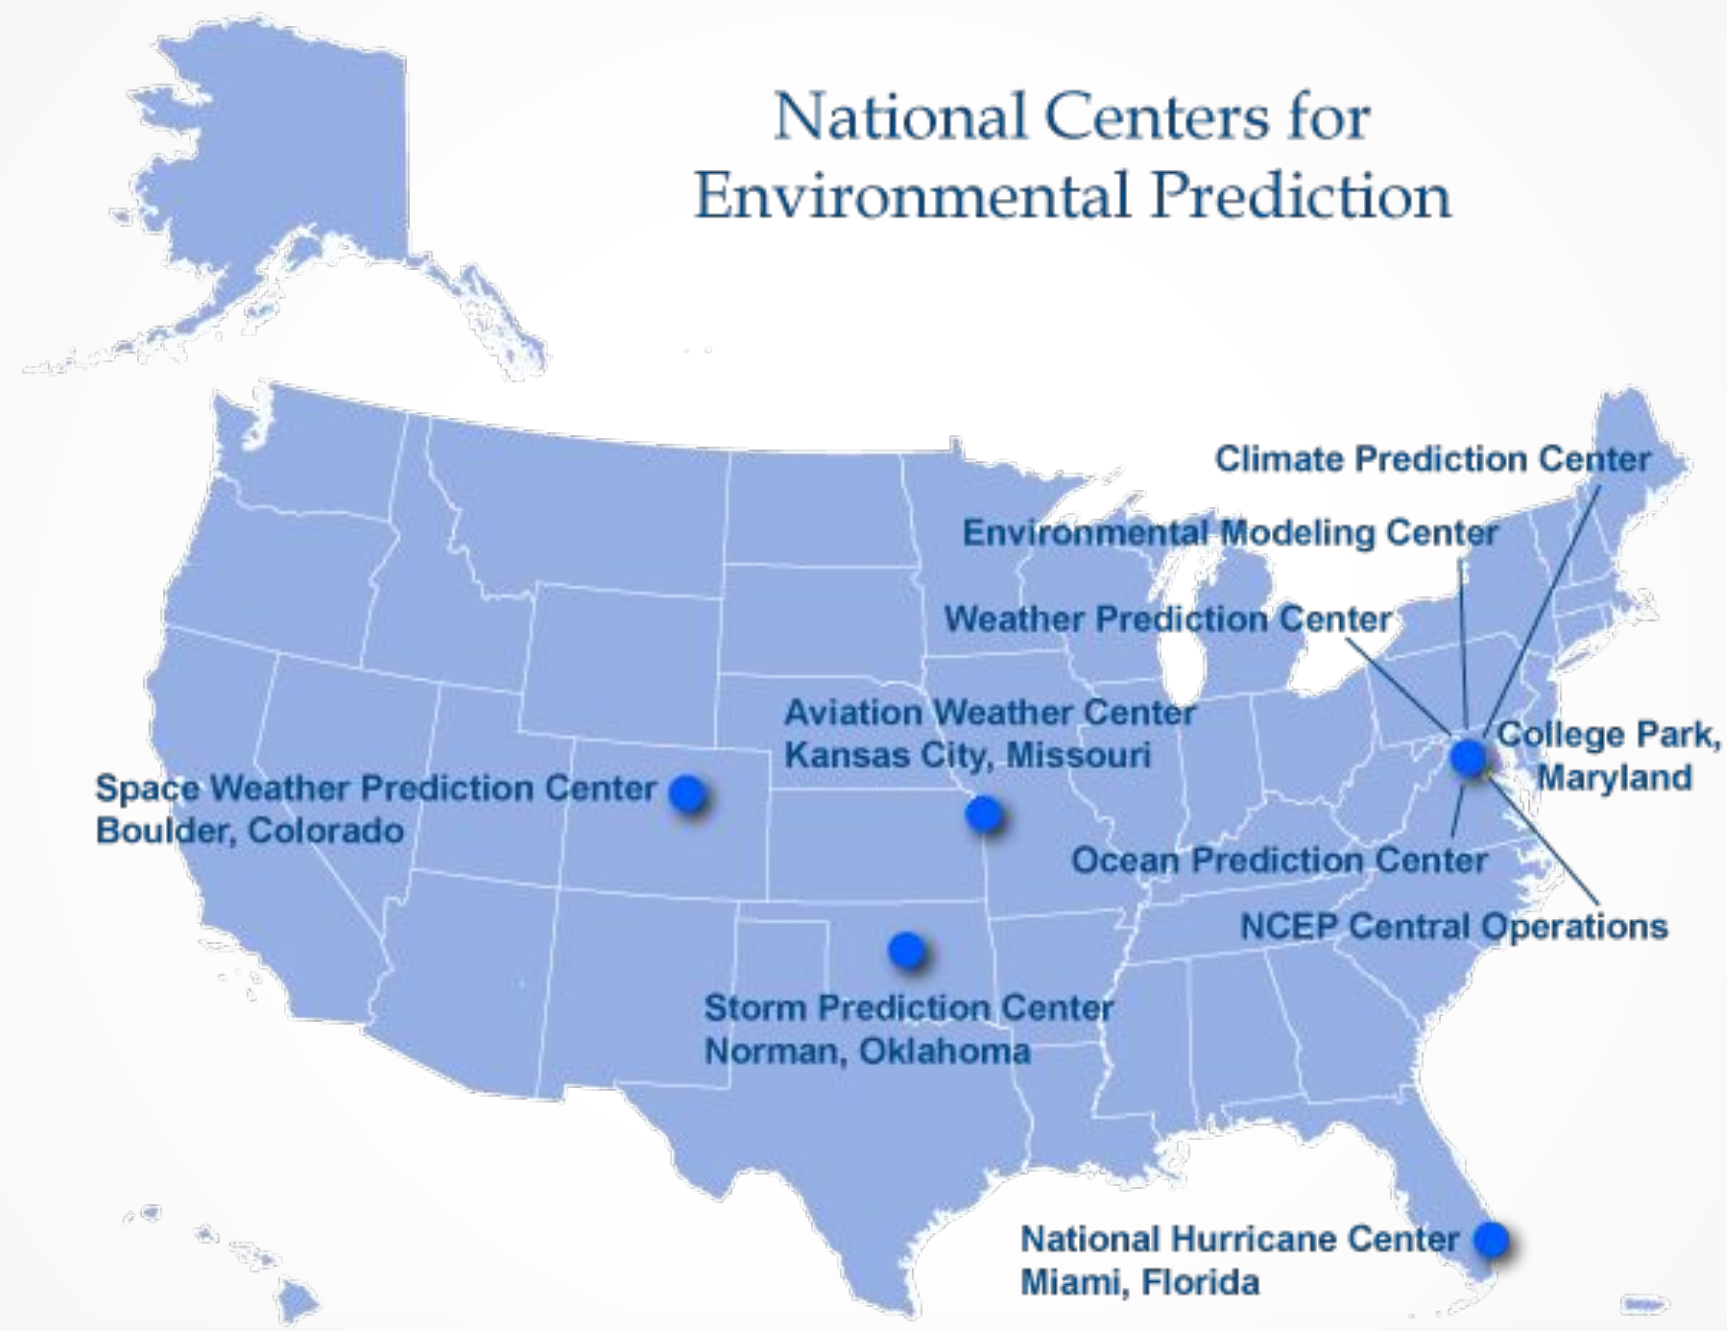 National Centers for
Environmental Prediction
Climate Prediction Center
Environmental Modeling Center
Weather Prediction Center
Aviation Weather Center
Kansas City, Missouri
College Park,
Maryland
Space Weather Prediction Center
Boulder, Colorado
Ocean Prediction Center
NCEP Central Operations
Storm Prediction Center
Norman, Oklahoma
National Hurricane Center
Miami, Florida